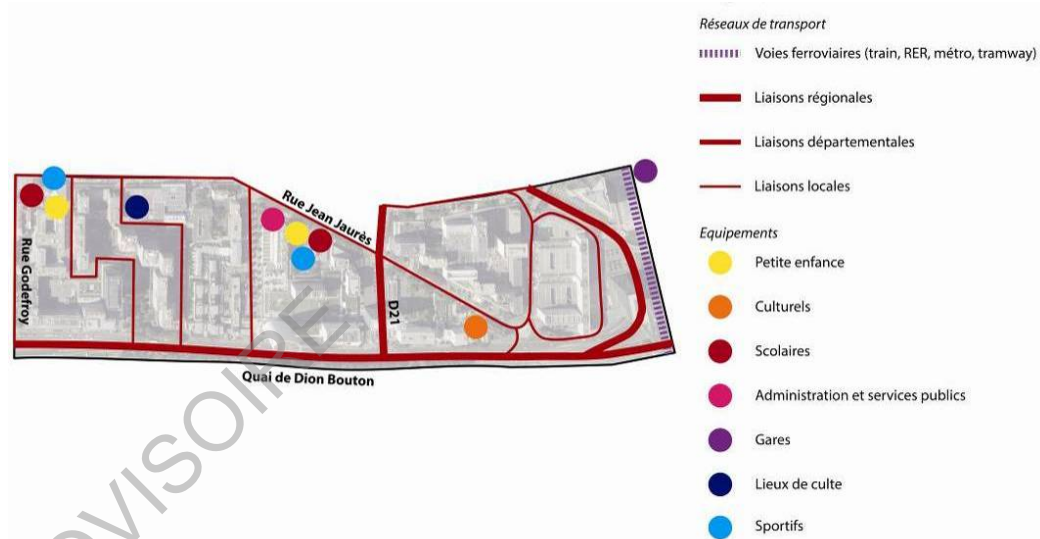 Réseaux de transport
Voies ferroviaires (train, RER, métro, tramway)
Liaisons régionales
Liaisons départementales
Liaisons locales
Equipements
Petite enfance
Culturels
Scolaires
Administration et services publics
Gares
Lieux de culte
Sportifs
Rue Jean Jaurès
Rue Godefroy
D21
Quai de Dion Bouton
OVISOIRE